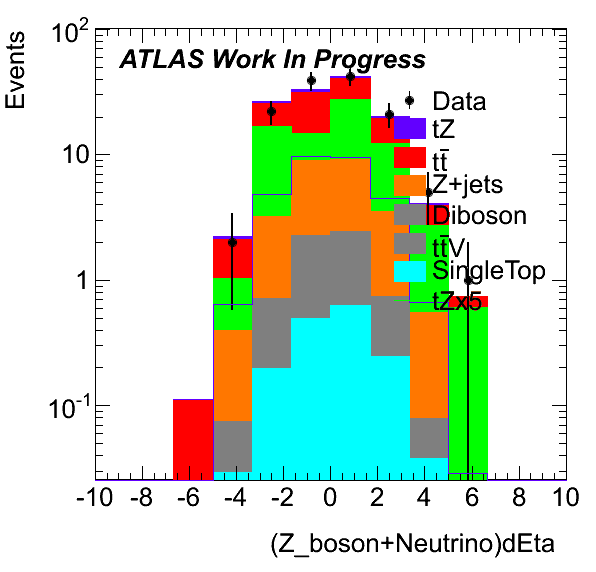 Events
10²
10
1
10⁻¹
ATLAS Work In Progress
Data
tZ
tt̄
Z+jets
Diboson
tt̄V
SingleTop
tZx5
-10 -8 -6 -4 -2 0 2 4 6 8 10
(Z_boson+Neutrino)dEta